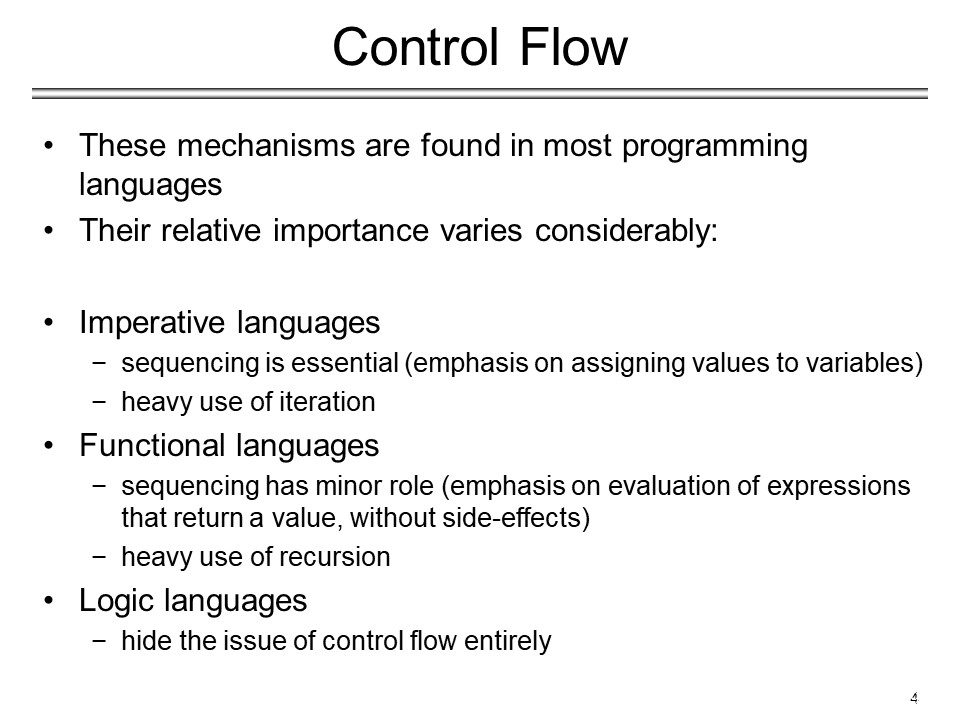 Control Flow
• These mechanisms are found in most programming
languages
• Their relative importance varies considerably:
• Imperative languages
− sequencing is essential (emphasis on assigning values to variables)
− heavy use of iteration
• Functional languages
− sequencing has minor role (emphasis on evaluation of expressions
that return a value, without side-effects)
− heavy use of recursion
• Logic languages
− hide the issue of control flow entirely
4